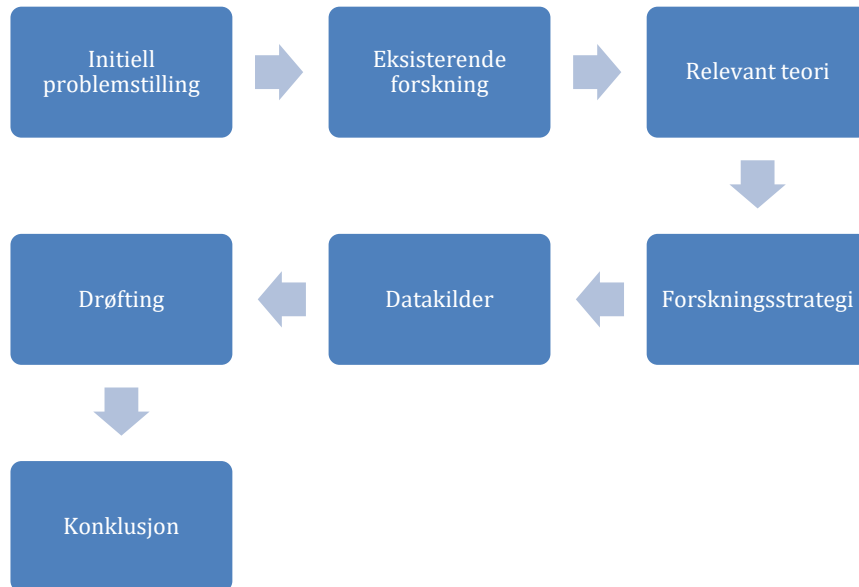 Initiell
problemstilling
Eksisterende
forskning
Relevant teori
Forskningsstrategi
Datakilder
Drøfting
Konklusjon